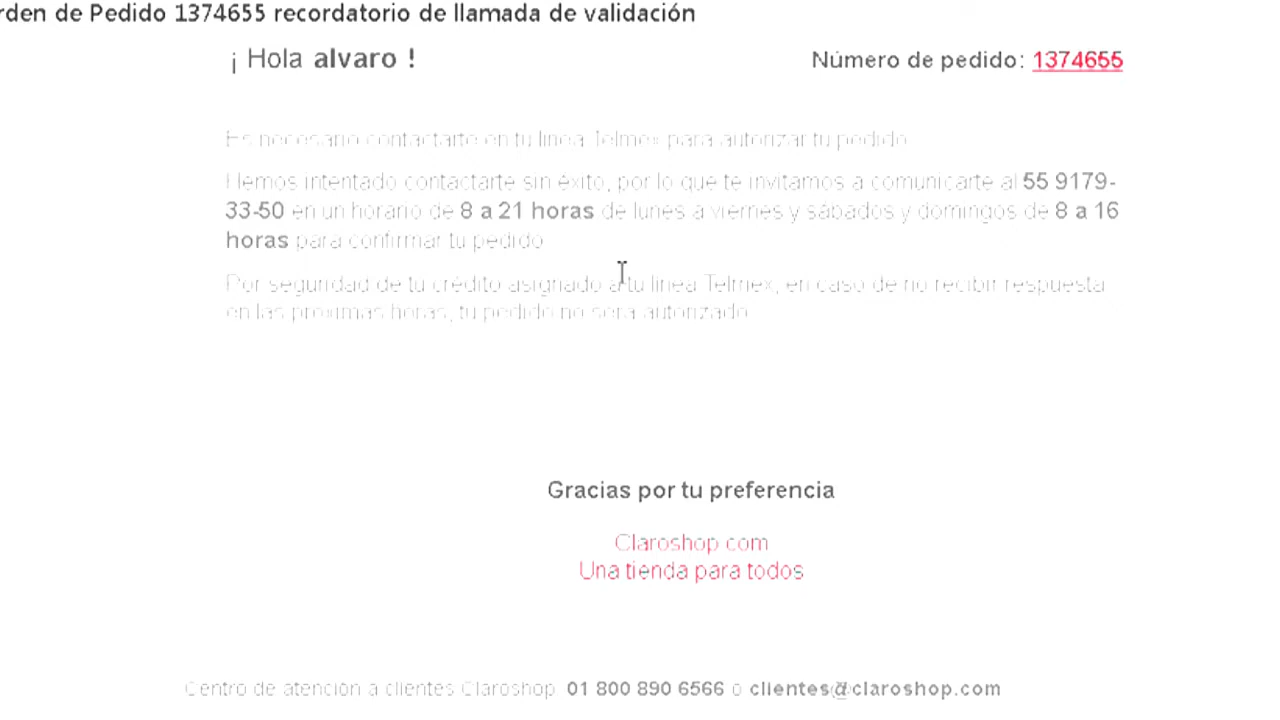 rden de Pedido 1374655 recordatorio de llamada de validación
¡ Hola alvaro !
Número de pedido: 1374655
Es necesario contactarte en tu línea Telmex para autorizar tu pedido
Hemos intentado contactarte sin éxito, por lo que te invitamos a comunicarte al 55 9179-
33-50 en un horario de 8 a 21 horas de lunes a viernes y sábados y domingos de 8 a 16
horas para confirmar tu pedido
Por seguridad de tu crédito asignado a tu línea Telmex, en caso de no recibir respuesta
en las próximas horas, tu pedido no será autorizado
Gracias por tu preferencia
Claroshop.com
Una tienda para todos
Centro de atención a clientes Claroshop 01 800 890 6566 o clientes@claroshop.com